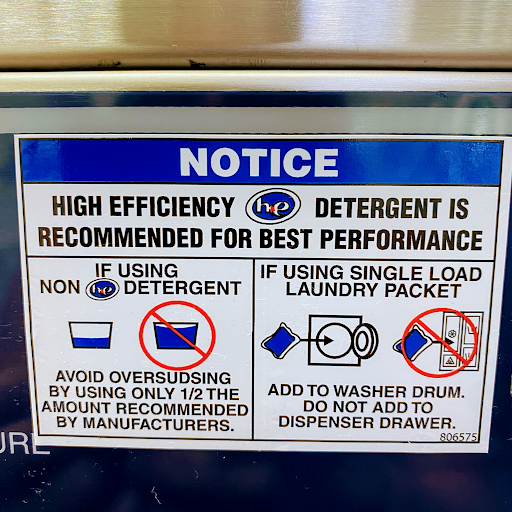 NOTICE
HIGH EFFICIENCY he DETERGENT IS
RECOMMENDED FOR BEST PERFORMANCE
IF USING
NON he DETERGENT
AVOID OVERSUDSING
BY USING ONLY 1/2 THE
AMOUNT RECOMMENDED
BY MANUFACTURERS.
IF USING SINGLE LOAD
LAUNDRY PACKET
ADD TO WASHER DRUM.
DO NOT ADD TO
DISPENSER DRAWER.
806575
URE